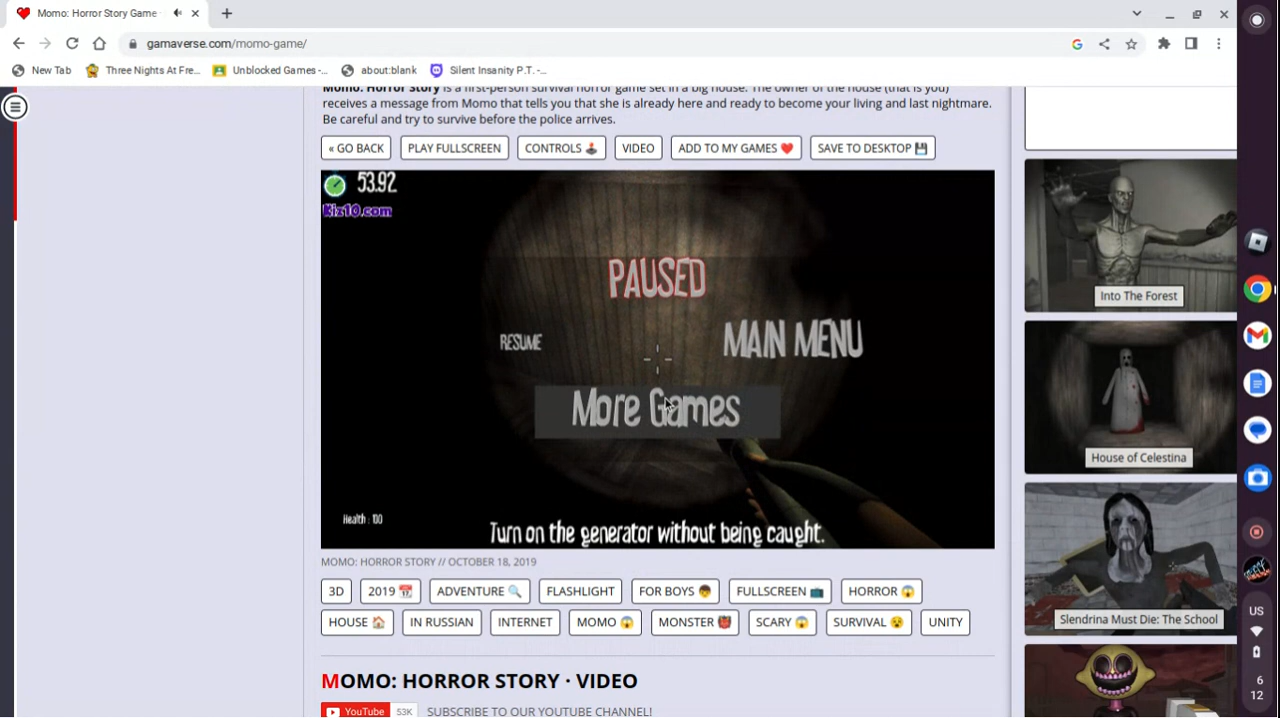 Momo: Horror Story Game
gamaverse.com/momo-game/
New Tab
Three Nights At Fre...
Unblocked Games -...
about:blank
Silent Insanity P.T. -...
Momo: Horror Story is a first-person survival horror game set in a big house. The owner of the house (that is you)
receives a message from Momo that tells you that she is already here and ready to become your living and last nightmare.
Be careful and try to survive before the police arrives.
« GO BACK
PLAY FULLSCREEN
CONTROLS 🕹️
VIDEO
ADD TO MY GAMES ❤️
SAVE TO DESKTOP 💾
53.92
Kiz10.com
PAUSED
RESUME
MAIN MENU
More Games
Health : 100
Turn on the generator without being caught.
MOMO: HORROR STORY // OCTOBER 18, 2019
3D
2019 📆
ADVENTURE 🔍
FLASHLIGHT
FOR BOYS 👦
FULLSCREEN 📺
HORROR 😱
HOUSE 🏠
IN RUSSIAN
INTERNET
MOMO 😱
MONSTER 👹
SCARY 😱
SURVIVAL 😵
UNITY
MOMO: HORROR STORY · VIDEO
YouTube 53K
SUBSCRIBE TO OUR YOUTUBE CHANNEL!
Into The Forest
House of Celestina
Slendrina Must Die: The School
US
6
12